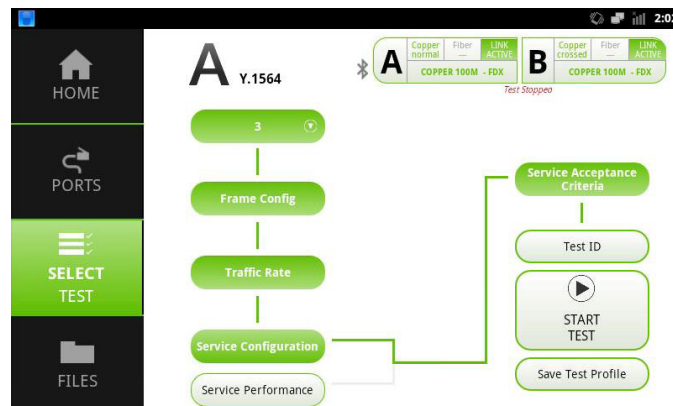 2:0
HOME
PORTS
SELECT
TEST
FILES
A Y.1564
A
Copper
normal
Fiber
—
LINK
ACTIVE
COPPER 100M - FDX
B
Copper
crossed
Fiber
—
LINK
ACTIVE
COPPER 100M - FDX
Test Stopped
3
Frame Config
Traffic Rate
Service Configuration
Service Performance
Service Acceptance
Criteria
Test ID
START
TEST
Save Test Profile